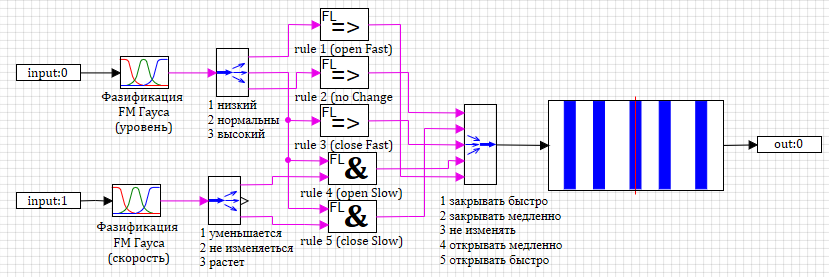 FL
=>
rule 1 (open Fast)
input:0
Фазификация
FM Гауса
(уровень)
1 низкий
2 нормальны
3 высокий
FL
=>
rule 2 (no Change
FL
=>
rule 3 (close Fast)
FL
&
rule 4 (open Slow)
FL
&
rule 5 (close Slow)
input:1
Фазификация
FM Гауса
(скорость)
1 уменьшается
2 не изменяеться
3 растет
1 закрывать быстро
2 закрывать медленно
3 не изменять
4 открывать медленно
5 открывать быстро
out:0